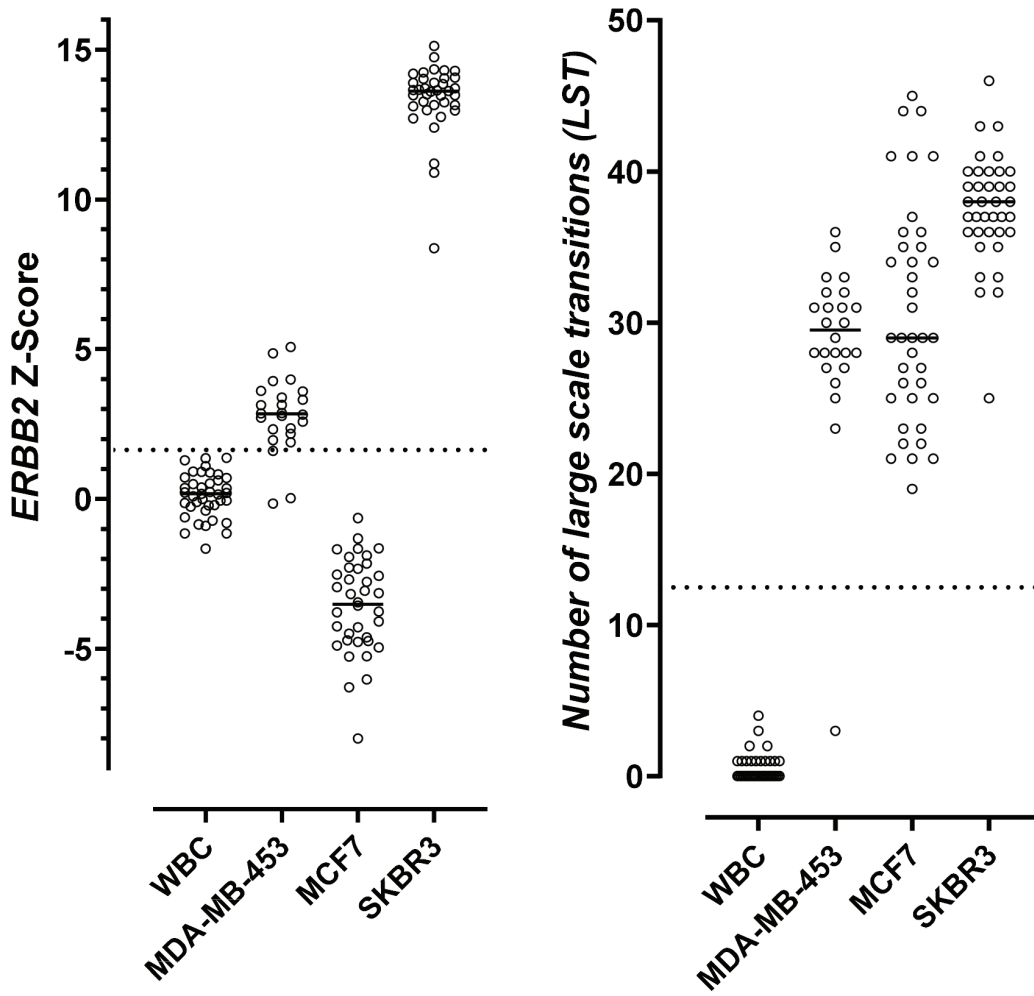 ERBB2 Z-Score
15
10
5
0
-5
WBC
MDA-MB-453
MCF7
SKBR3
Number of large scale transitions (LST)
50
40
30
20
10
0
WBC
MDA-MB-453
MCF7
SKBR3